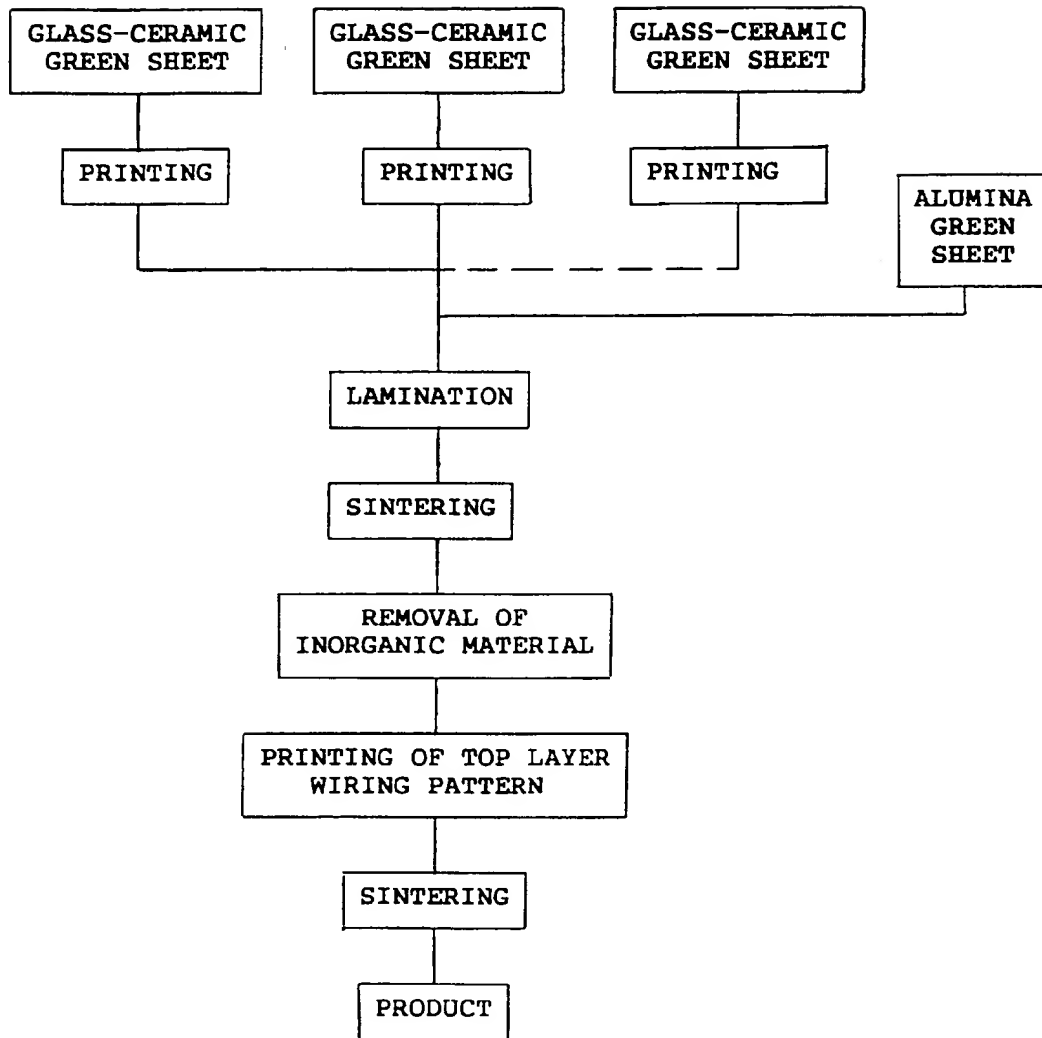 GLASS-CERAMIC
GREEN SHEET
GLASS-CERAMIC
GREEN SHEET
GLASS-CERAMIC
GREEN SHEET
PRINTING
PRINTING
PRINTING
ALUMINA
GREEN
SHEET
LAMINATION
SINTERING
REMOVAL OF
INORGANIC MATERIAL
PRINTING OF TOP LAYER
WIRING PATTERN
SINTERING
PRODUCT